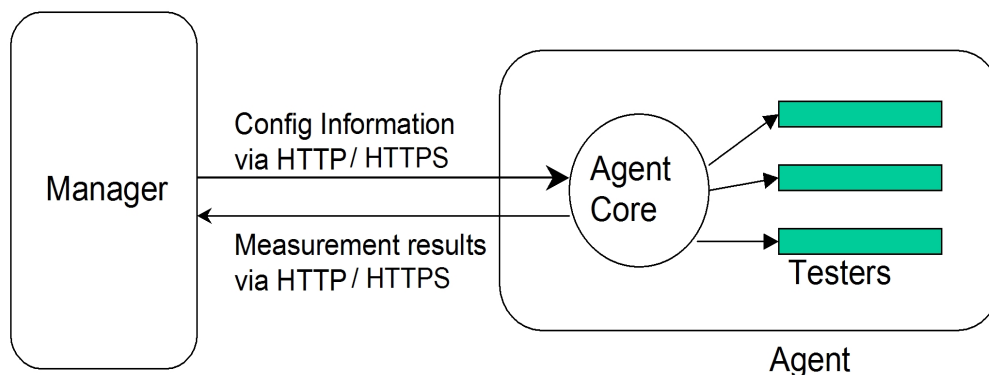 Manager
Config Information
via HTTP / HTTPS
Measurement results
via HTTP / HTTPS
Agent
Core
Testers
Agent